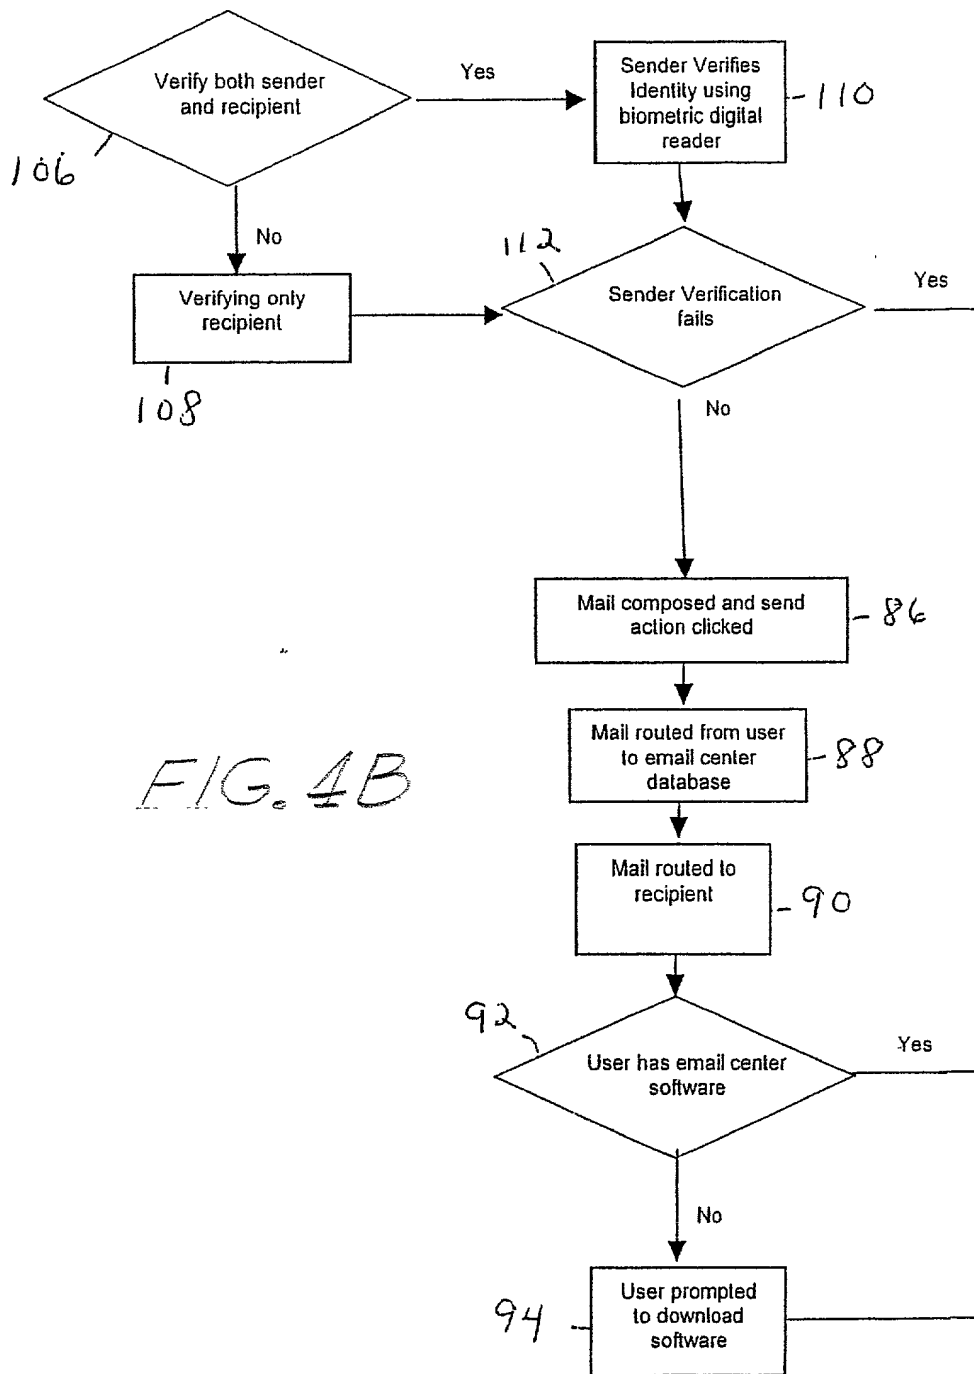 Verify both sender
and recipient
Yes
Sender Verifies
Identity using
biometric digital
reader
110
106
No
112
Verifying only
recipient
Sender Verification
fails
Yes
108
No
Mail composed and send
action clicked
86
Mail routed from user
to email center
database
88
FIG. 4B
Mail routed to
recipient
90
92
User has email center
software
Yes
No
User prompted
to download
software
94